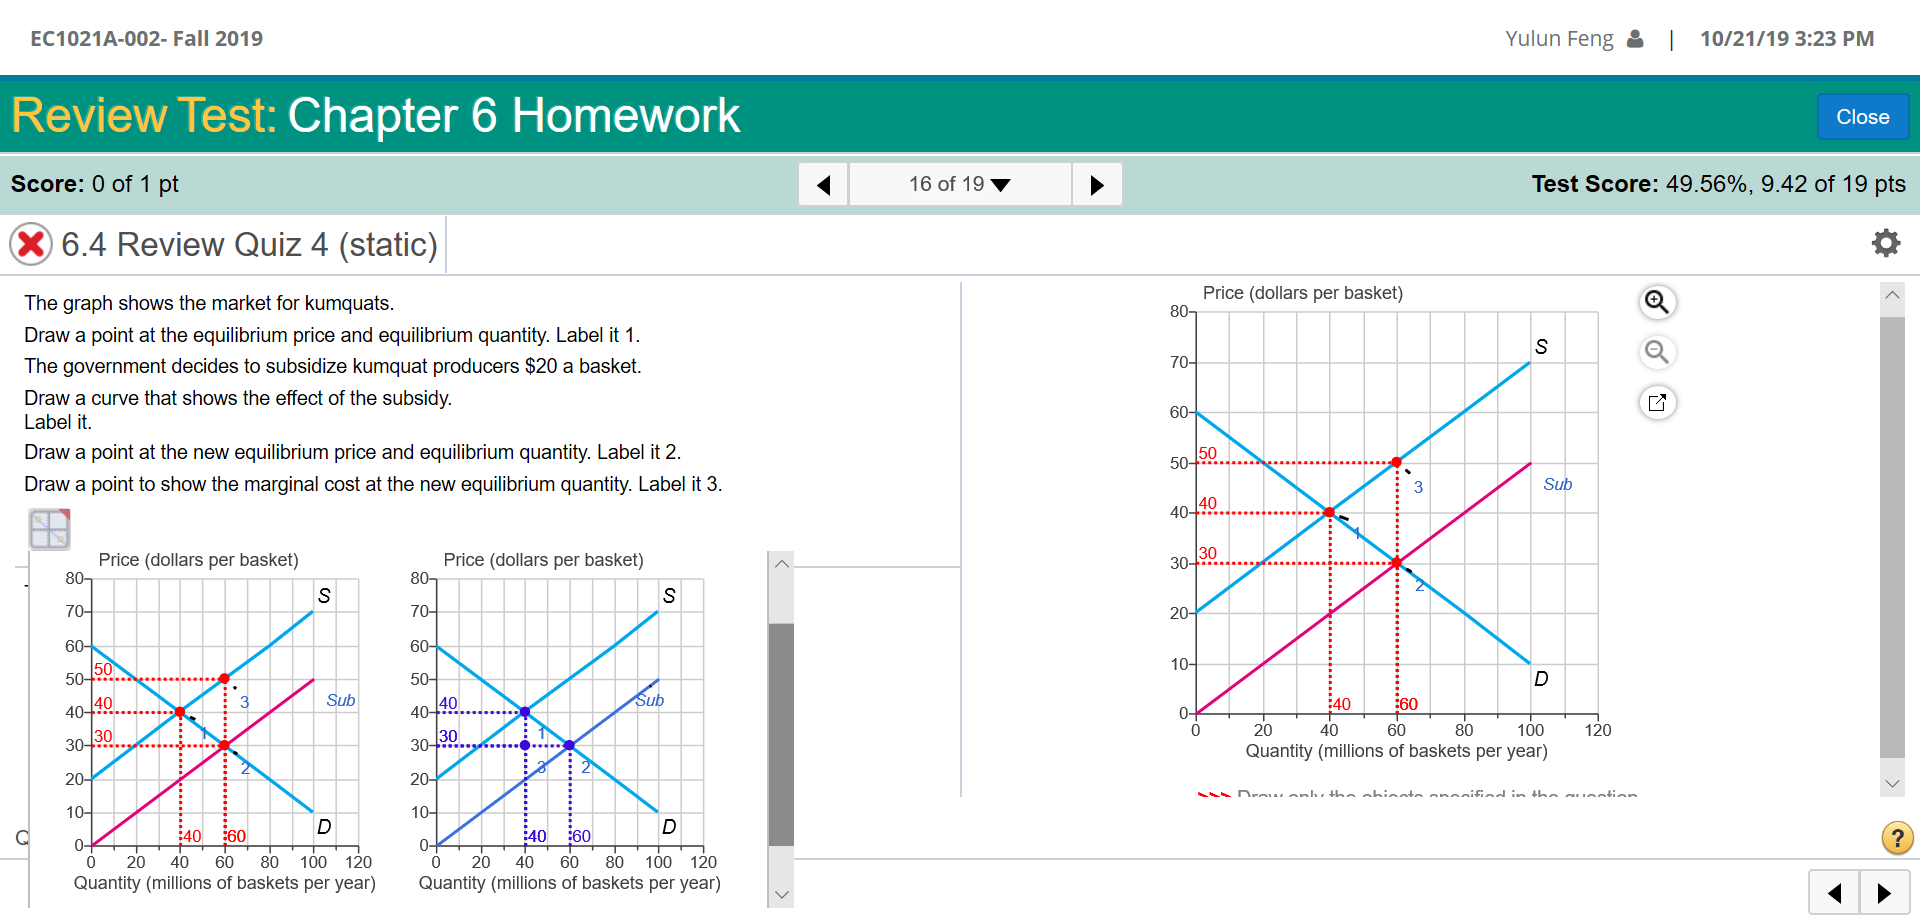 EC1021A-002- Fall 2019
Yulun Feng | 10/21/19 3:23 PM
Review Test: Chapter 6 Homework
Close
Score: 0 of 1 pt
16 of 19
Test Score: 49.56%, 9.42 of 19 pts
6.4 Review Quiz 4 (static)
The graph shows the market for kumquats.
Draw a point at the equilibrium price and equilibrium quantity. Label it 1.
The government decides to subsidize kumquat producers $20 a basket.
Draw a curve that shows the effect of the subsidy.
Label it.
Draw a point at the new equilibrium price and equilibrium quantity. Label it 2.
Draw a point to show the marginal cost at the new equilibrium quantity. Label it 3.
Price (dollars per basket)
80
70
60
50
40
30
20
10
0
S
50
3
Sub
40
1
30
2
D
40
60
0 20 40 60 80 100 120
Quantity (millions of baskets per year)
Price (dollars per basket)
80
70
60
50
40
30
20
10
0
S
Sub
40
1
30
3
2
D
40
60
0 20 40 60 80 100 120
Quantity (millions of baskets per year)
Price (dollars per basket)
80
70
60
50
40
30
20
10
0
S
50
3
Sub
40
1
30
2
D
40
60
0 20 40 60 80 100 120
Quantity (millions of baskets per year)
Draw only the objects specified in the question
?